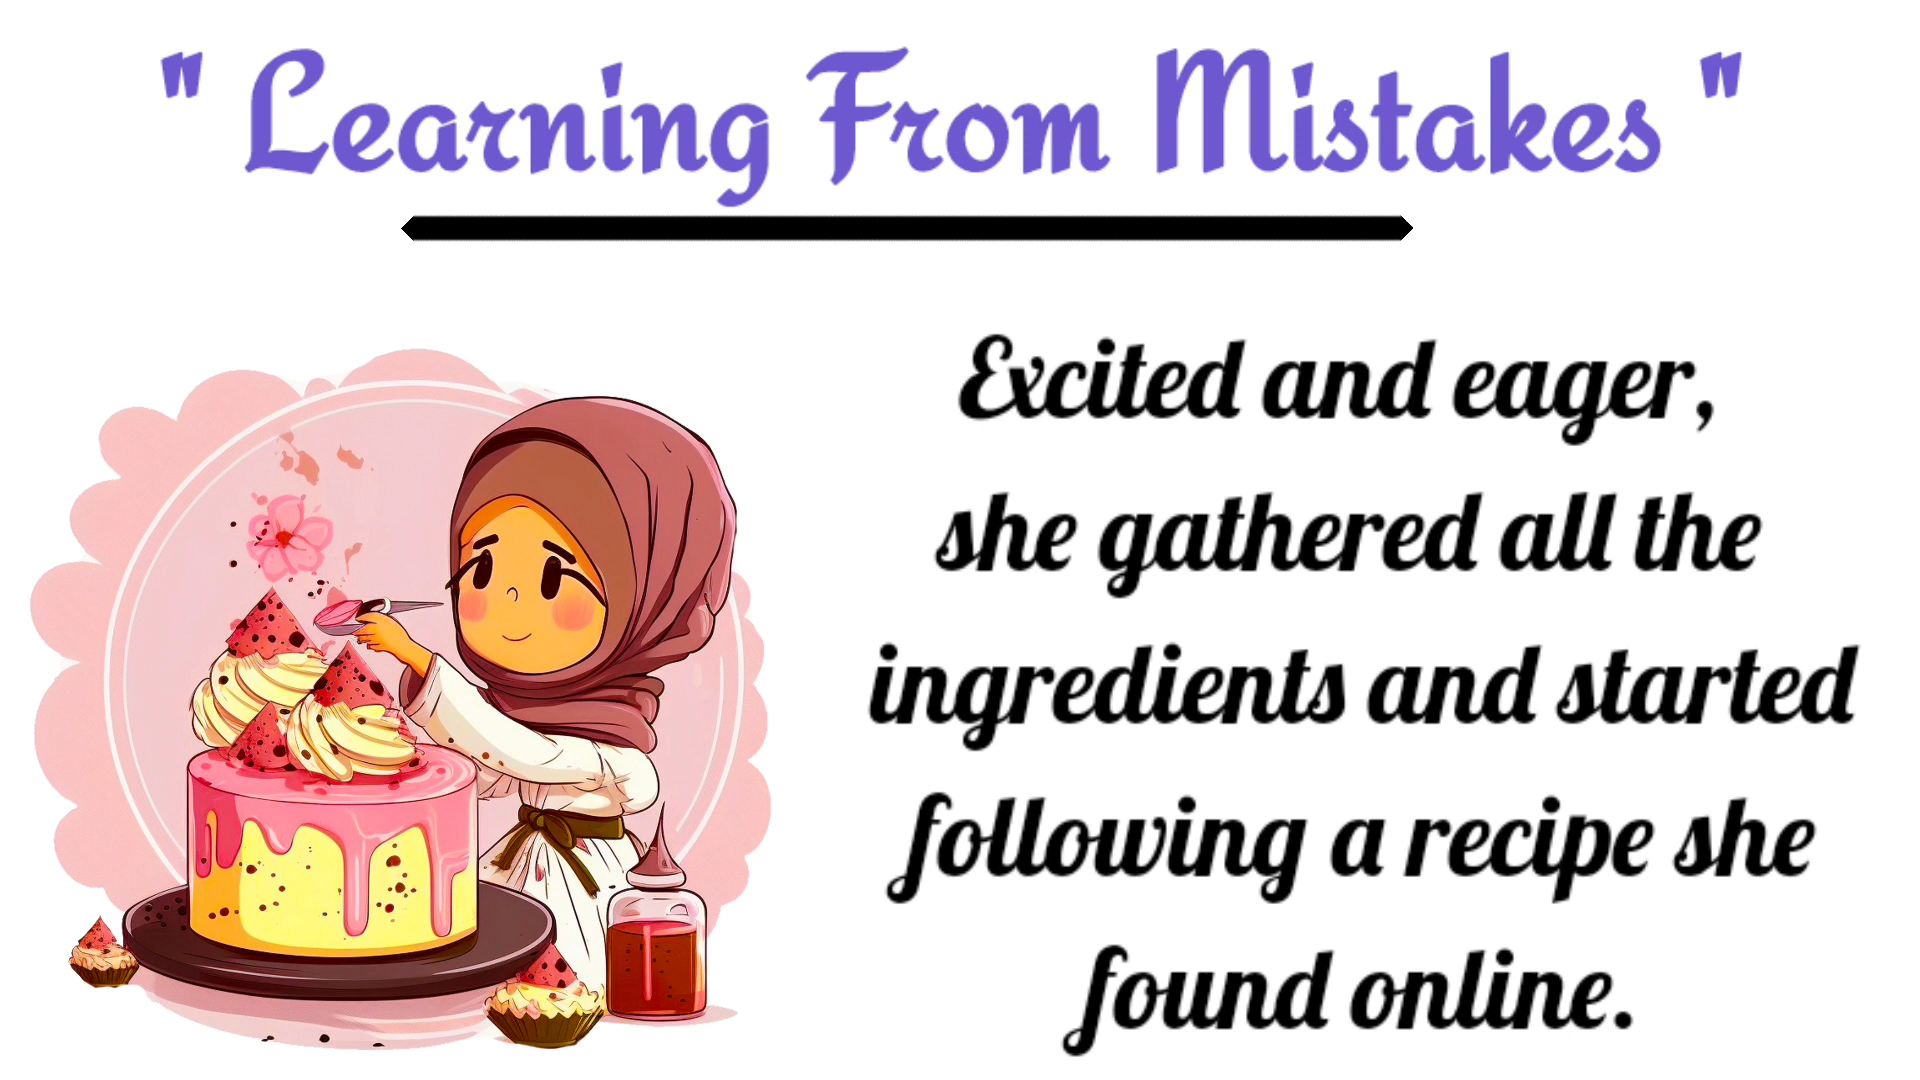 " Learning From Mistakes "
Excited and eager,
she gathered all the
ingredients and started
following a recipe she
found online.